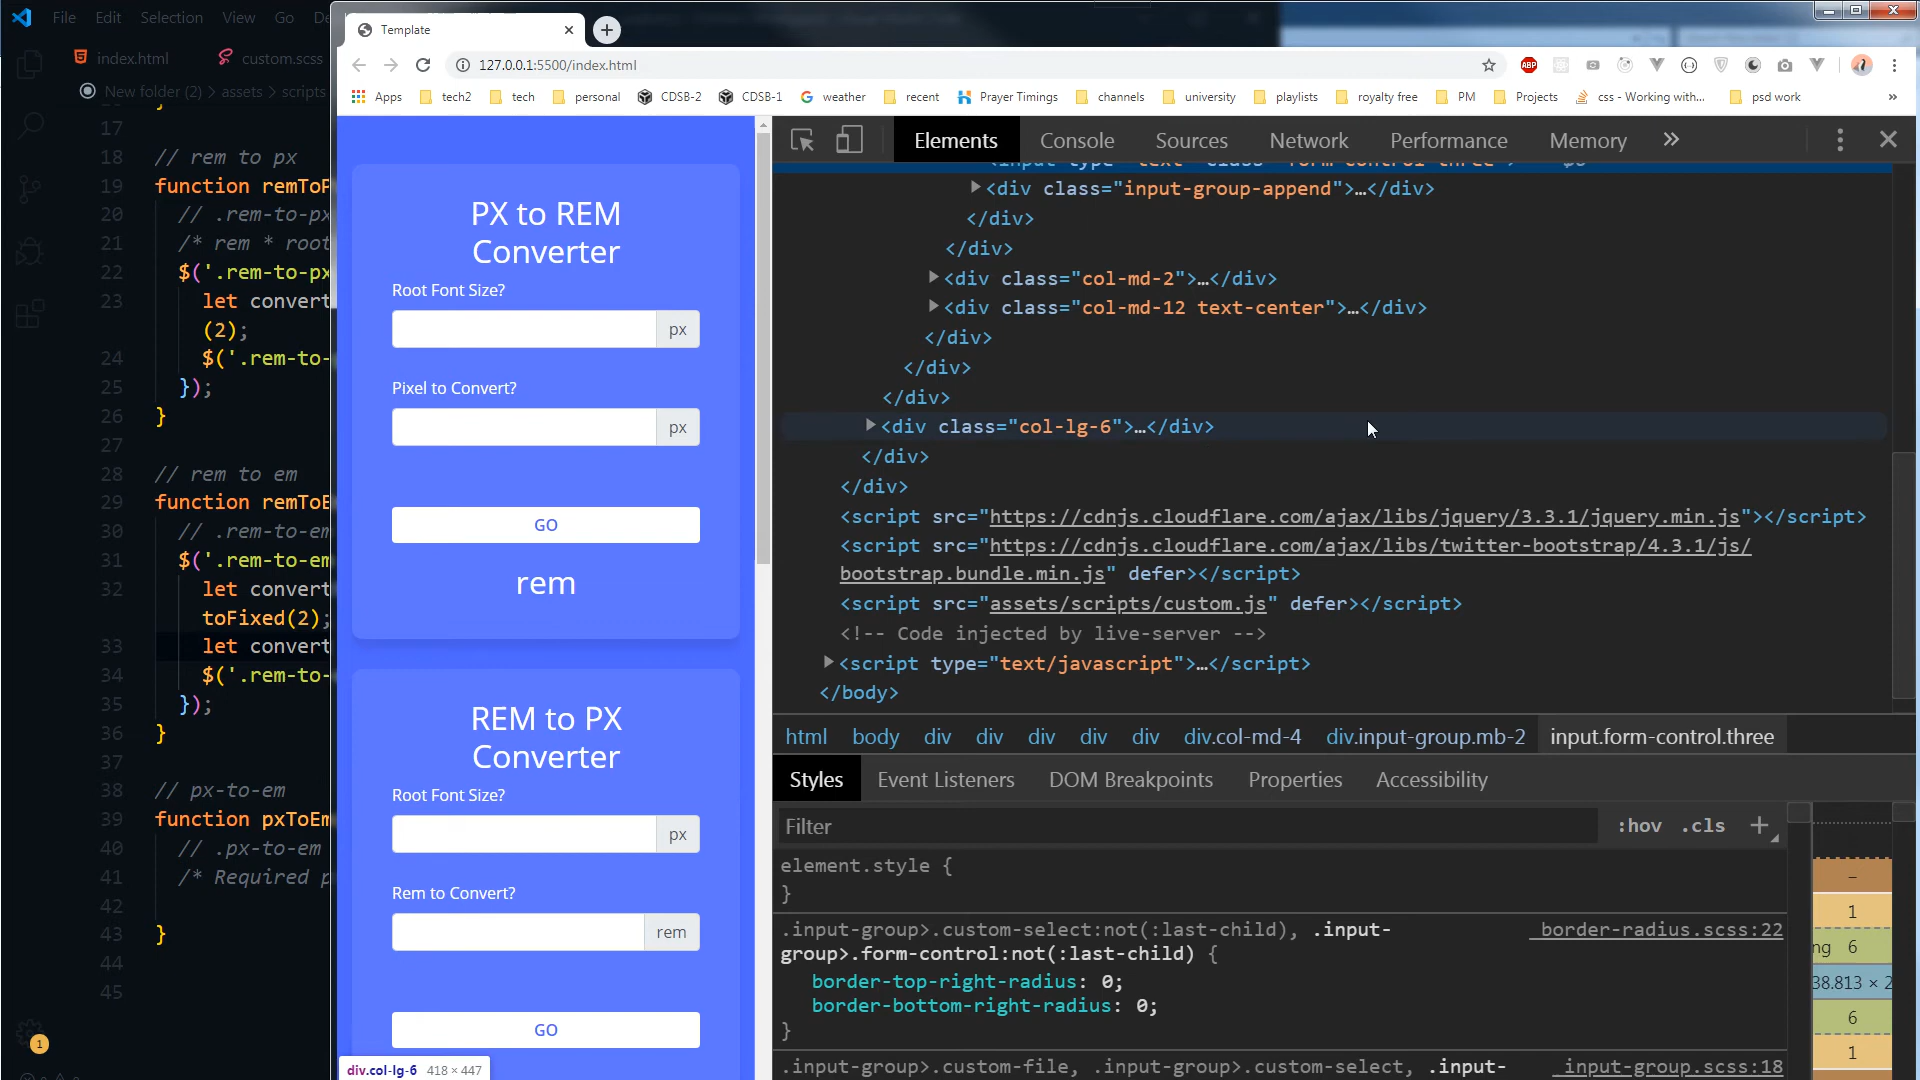 File Edit Selection View Go
Template
index.html
custom.scss
127.0.0.1:5500/index.html
ABP
New folder (2) > assets > scripts
Apps tech2 tech personal CDSB-2 CDSB-1 weather recent Prayer Timings channels university playlists royalty free PM Projects css - Working with... psd work »
17
18 // rem to px
19 function remToP
20 // .rem-to-px
21 /* rem * root
22 $('.rem-to-px
23 let convert
(2);
24 $('.rem-to-
25 });
26 }
27
28 // rem to em
29 function remToE
30 // .rem-to-em
31 $('.rem-to-em
32 let convert
toFixed(2);
33 let convert
34 $('.rem-to-
35 });
36 }
37
38 // px-to-em
39 function pxToEm
40 // .px-to-em
41 /* Required p
42
43 }
44
45
1
PX to REM
Converter
Root Font Size?
px
Pixel to Convert?
px
GO
rem
REM to PX
Converter
Root Font Size?
px
Rem to Convert?
rem
GO
div.col-lg-6 418 × 447
Elements Console Sources Network Performance Memory »
<div class="input-group-append">…</div>
</div>
</div>
<div class="col-md-2">…</div>
<div class="col-md-12 text-center">…</div>
</div>
</div>
</div>
<div class="col-lg-6">…</div>
</div>
</div>
<script src="https://cdnjs.cloudflare.com/ajax/libs/jquery/3.3.1/jquery.min.js"></script>
<script src="https://cdnjs.cloudflare.com/ajax/libs/twitter-bootstrap/4.3.1/js/
bootstrap.bundle.min.js" defer></script>
<script src="assets/scripts/custom.js" defer></script>
<!-- Code injected by live-server -->
<script type="text/javascript">…</script>
</body>
html body div div div div div div.col-md-4 div.input-group.mb-2 input.form-control.three
Styles Event Listeners DOM Breakpoints Properties Accessibility
Filter :hov .cls +
element.style {
}
.input-group>.custom-select:not(:last-child), .input- _border-radius.scss:22
group>.form-control:not(:last-child) {
border-top-right-radius: 0;
border-bottom-right-radius: 0;
}
.input-group>.custom-file, .input-group>.custom-select, .input- _input-group.scss:18
–
1
ng 6
38.813 × 2
6
1